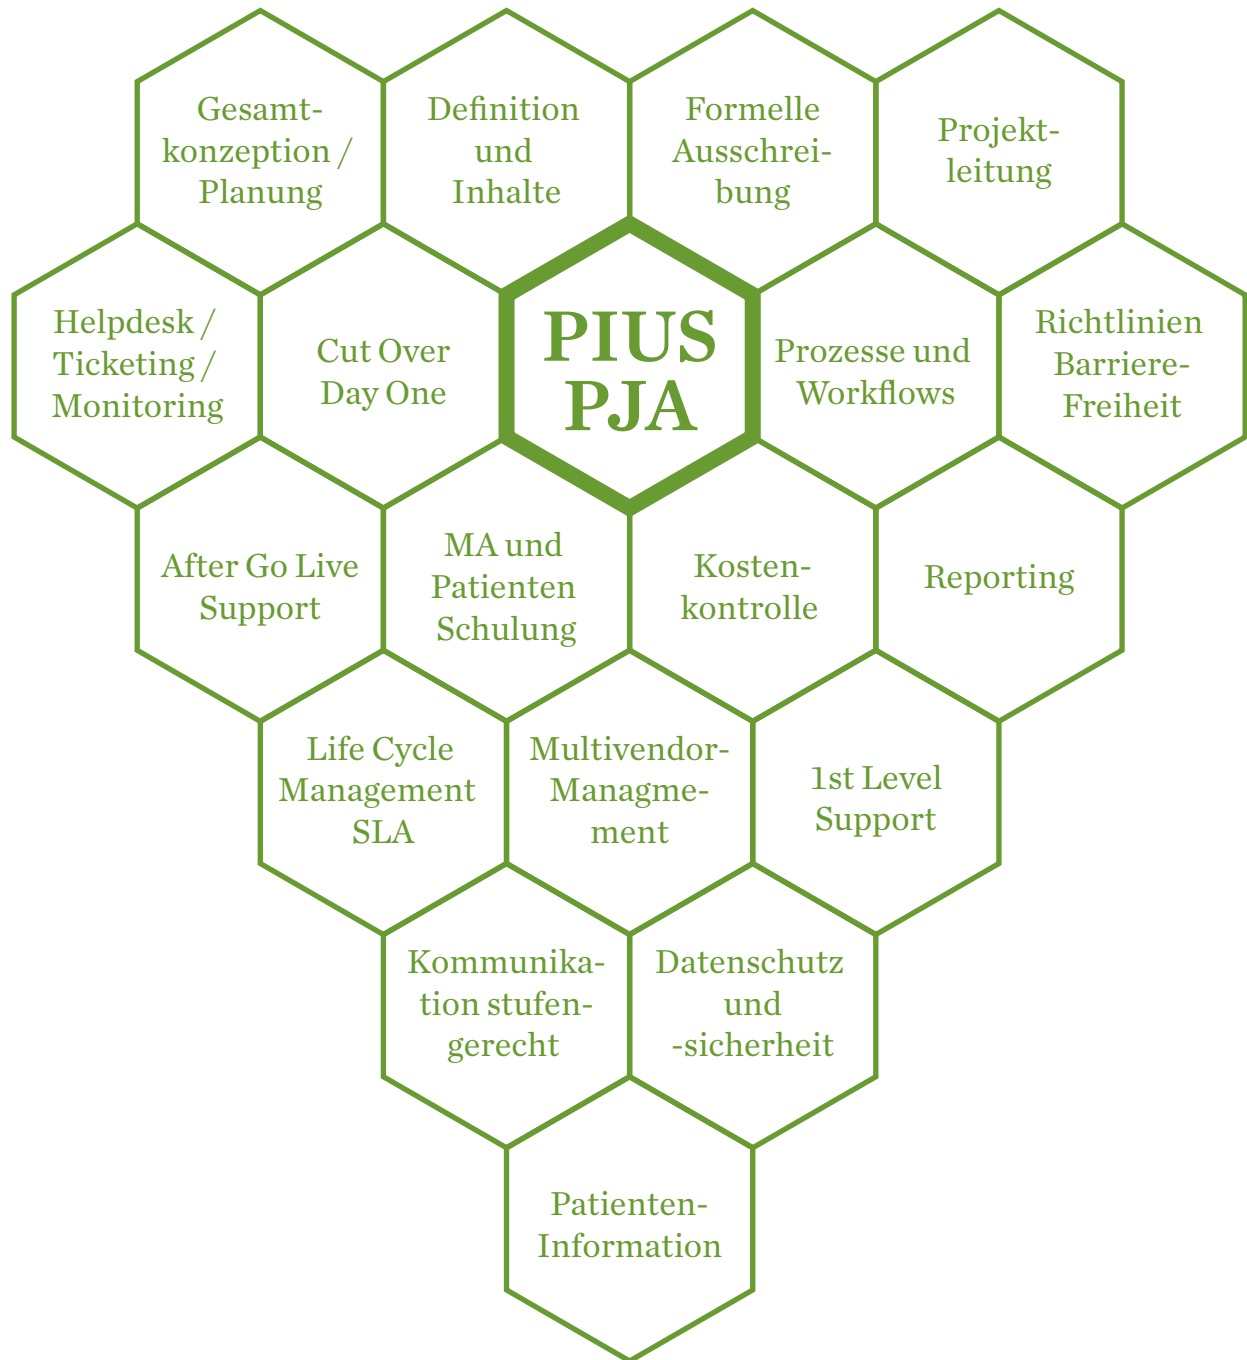 Gesamt-
konzeption /
Planung
Definition
und
Inhalte
Formelle
Ausschrei-
bung
Projekt-
leitung
Helpdesk /
Ticketing /
Monitoring
Cut Over
Day One
PIUS
PJA
Prozesse und
Workflows
Richtlinien
Barriere-
Freiheit
After Go Live
Support
MA und
Patienten
Schulung
Kosten-
kontrolle
Reporting
Life Cycle
Management
SLA
Multivendor-
Managme-
ment
1st Level
Support
Kommunika-
tion stufen-
gerecht
Datenschutz
und
-sicherheit
Patienten-
Information